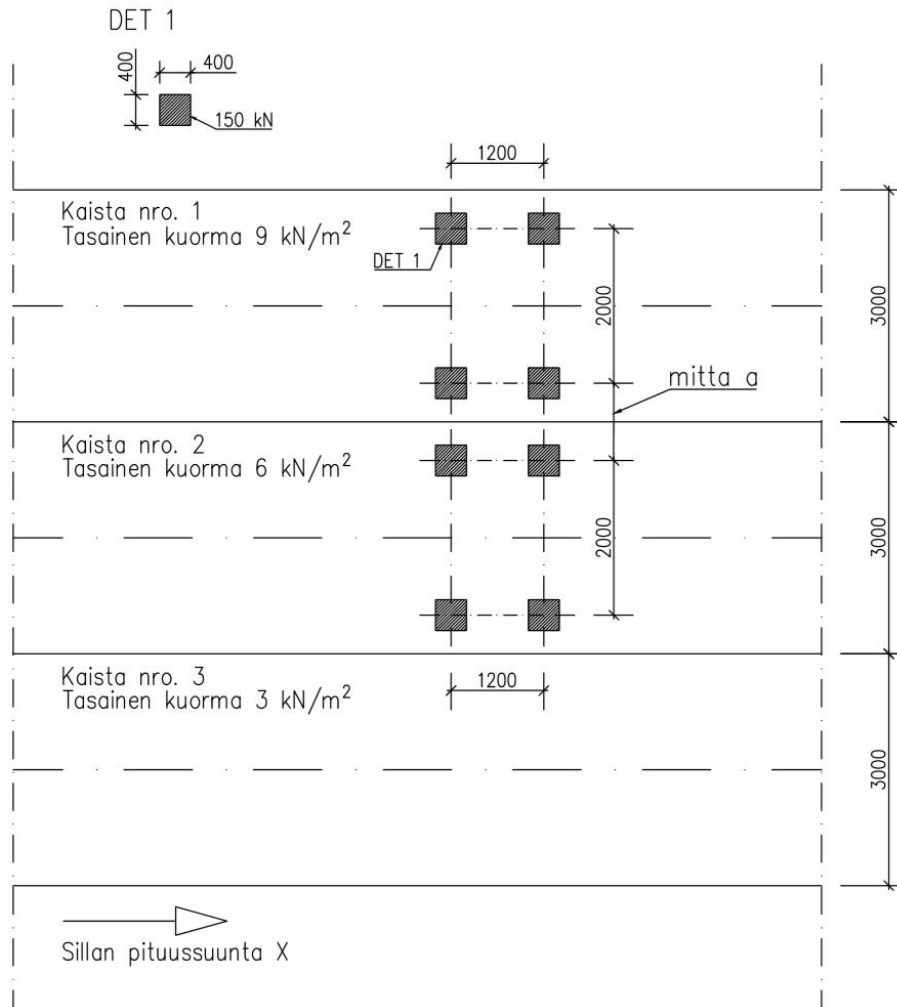 DET 1
400
400
150 kN
1200
Kaista nro. 1
Tasainen kuorma 9 kN/m²
DET 1
2000
3000
mitta a
Kaista nro. 2
Tasainen kuorma 6 kN/m²
2000
3000
Kaista nro. 3
Tasainen kuorma 3 kN/m²
1200
3000
Sillan pituussuunta X